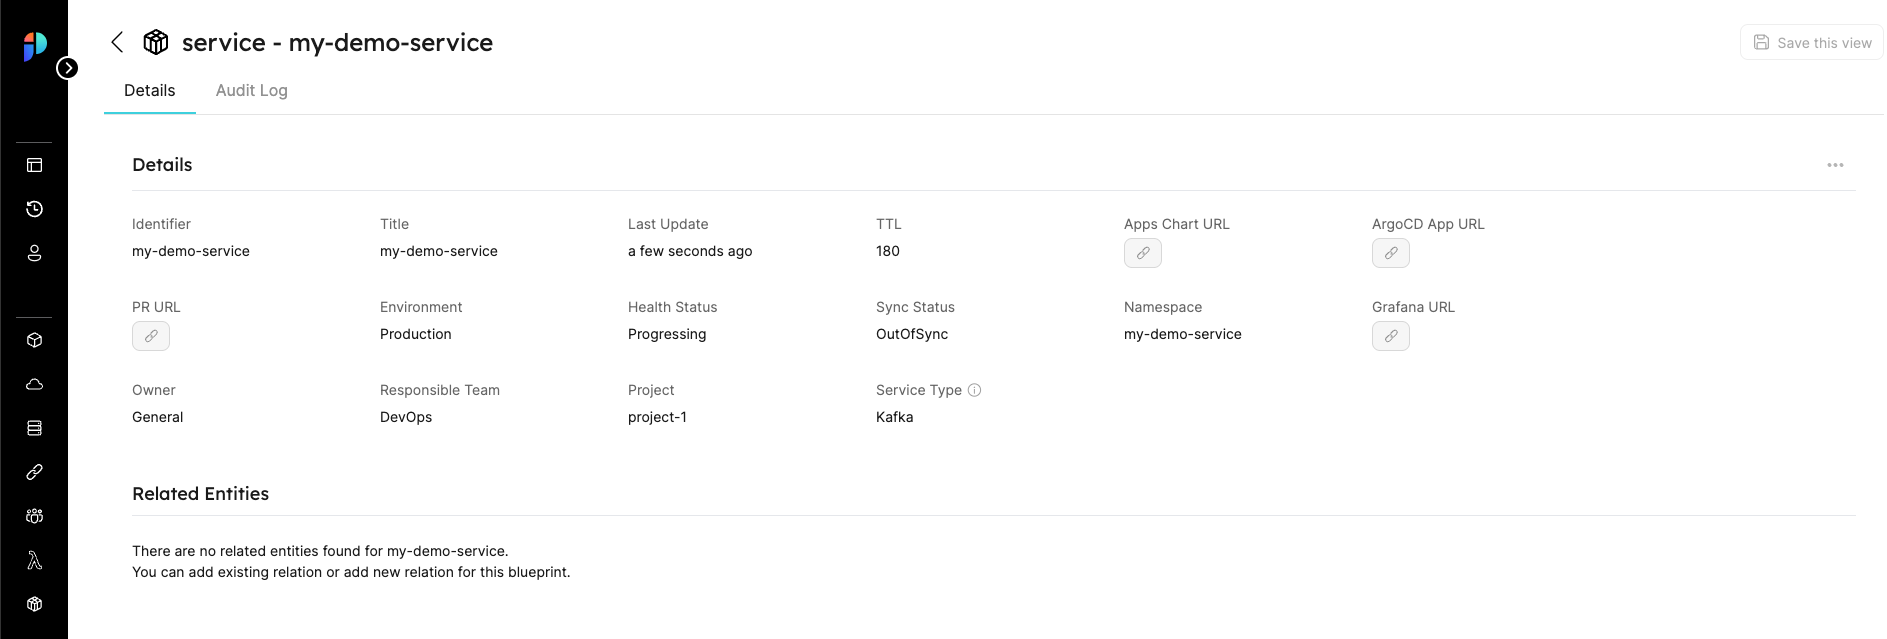 service - my-demo-service
Save this view
Details
Audit Log
Details
Identifier
my-demo-service
Title
my-demo-service
Last Update
a few seconds ago
TTL
180
Apps Chart URL
ArgoCD App URL
PR URL
Environment
Production
Health Status
Progressing
Sync Status
OutOfSync
Namespace
my-demo-service
Grafana URL
Owner
General
Responsible Team
DevOps
Project
project-1
Service Type
Kafka
Related Entities
There are no related entities found for my-demo-service.
You can add existing relation or add new relation for this blueprint.